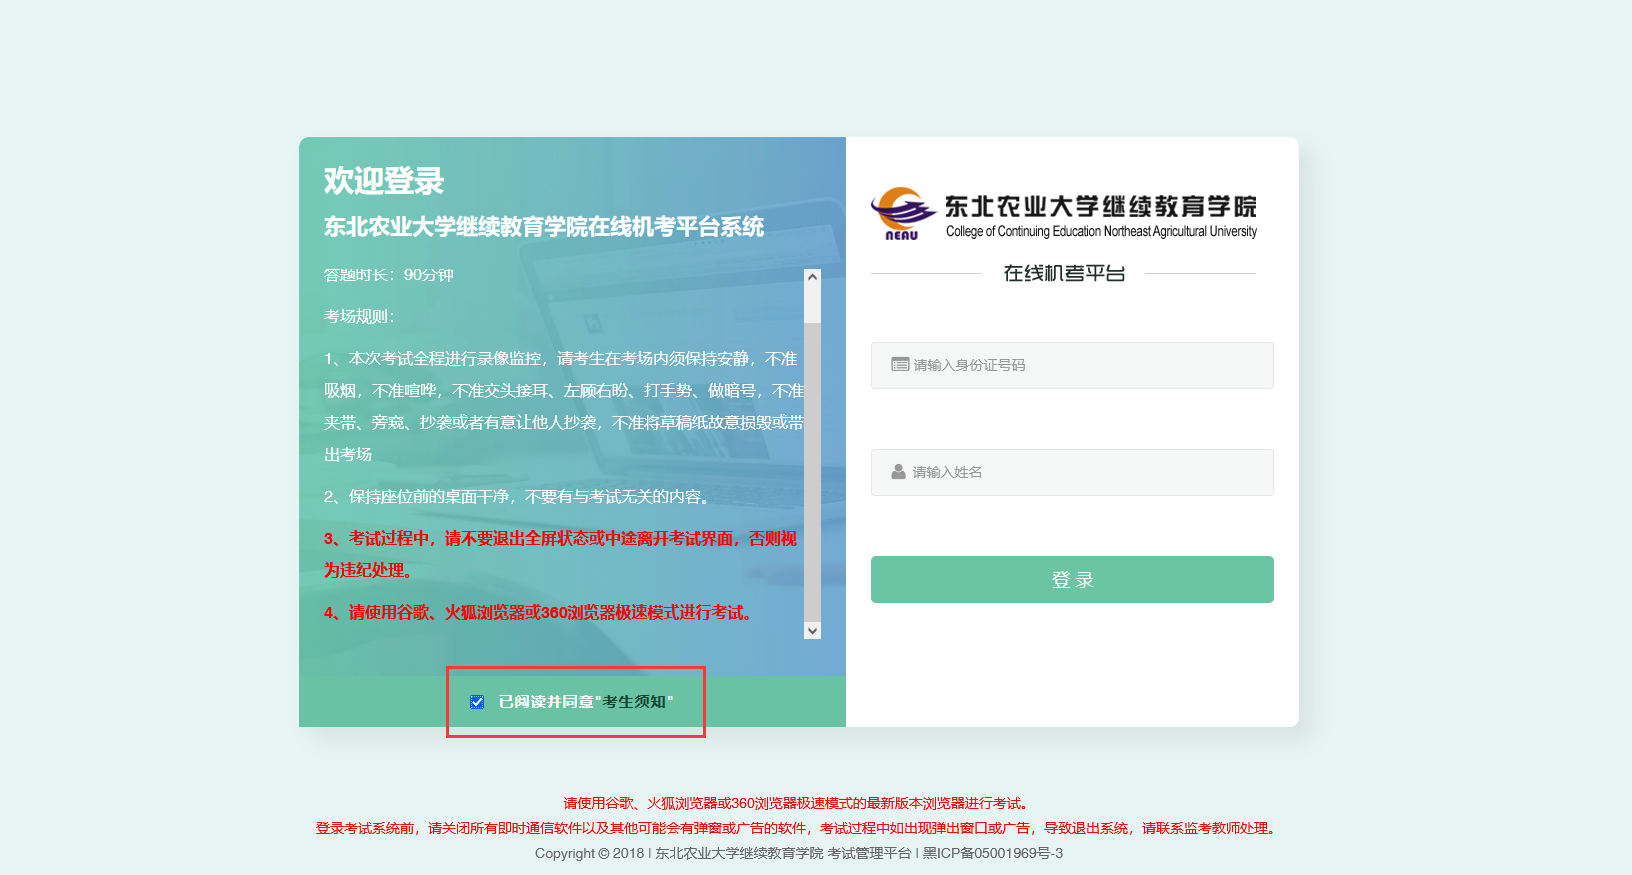 欢迎登录
东北农业大学继续教育学院在线机考平台系统
答题时长：90分钟
考场规则：
1、本次考试全程进行录像监控，请考生在考场内须保持安静，不准
吸烟，不准喧哗，不准交头接耳、左顾右盼、打手势、做暗号，不准
夹带、旁窥、抄袭或者有意让他人抄袭，不准将草稿纸故意损毁或带
出考场
2、保持座位前的桌面干净，不要有与考试无关的内容。
3、考试过程中，请不要退出全屏状态或中途离开考试界面，否则视
为违纪处理。
4、请使用谷歌、火狐浏览器或360浏览器极速模式进行考试。
已阅读并同意"考生须知"
NEAU
东北农业大学继续教育学院
College of Continuing Education Northeast Agricultural University
在线机考平台
请输入身份证号码
请输入姓名
登 录
请使用谷歌、火狐浏览器或360浏览器极速模式的最新版本浏览器进行考试。
登录考试系统前，请关闭所有即时通信软件以及其他可能会有弹窗或广告的软件，考试过程中如出现弹出窗口或广告，导致退出系统，请联系监考教师处理。
Copyright © 2018 | 东北农业大学继续教育学院 考试管理平台 | 黑ICP备05001969号-3